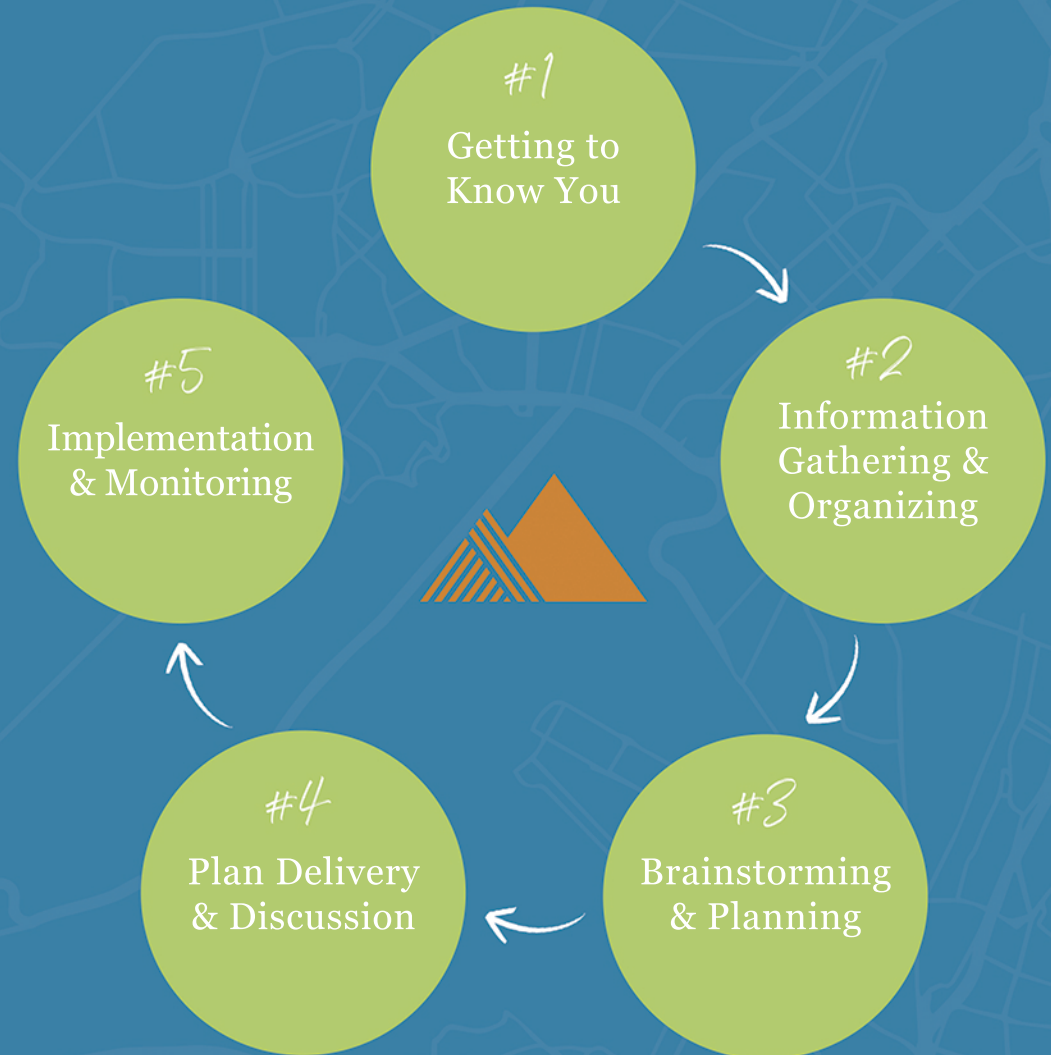 #1
Getting to
Know You
#2
Information
Gathering &
Organizing
#3
Brainstorming
& Planning
#4
Plan Delivery
& Discussion
#5
Implementation
& Monitoring